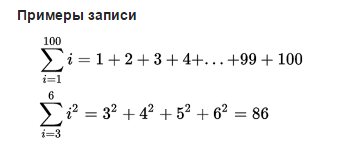 Примеры записи
100
∑ i = 1 + 2 + 3 + 4+…+99 + 100
i=1
6
∑ i² = 3² + 4² + 5² + 6² = 86
i=3